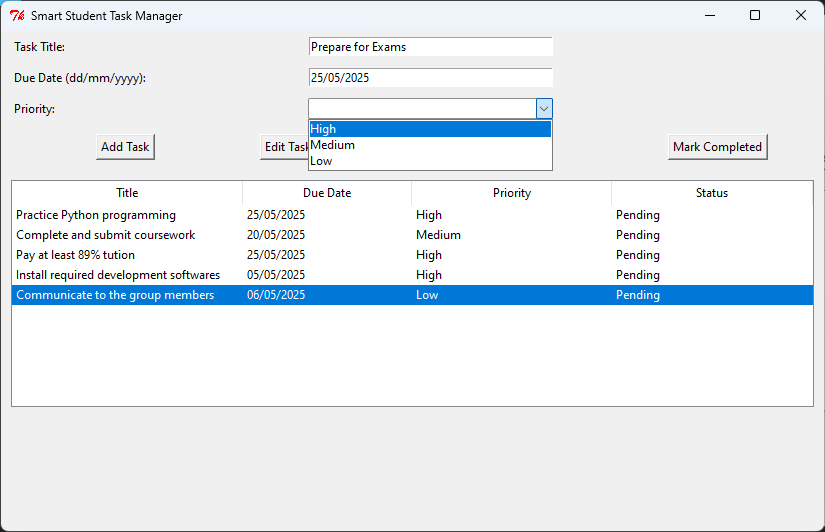 Smart Student Task Manager
Task Title: Prepare for Exams
Due Date (dd/mm/yyyy): 25/05/2025
Priority:
High
Medium
Low
Add Task Edit Tas Mark Completed
Title Due Date Priority Status
Practice Python programming 25/05/2025 High Pending
Complete and submit coursework 20/05/2025 Medium Pending
Pay at least 89% tution 25/05/2025 High Pending
Install required development softwares 05/05/2025 High Pending
Communicate to the group members 06/05/2025 Low Pending